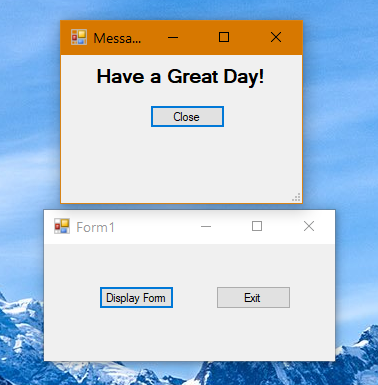 Messa...
Have a Great Day!
Close
Form1
Display Form
Exit